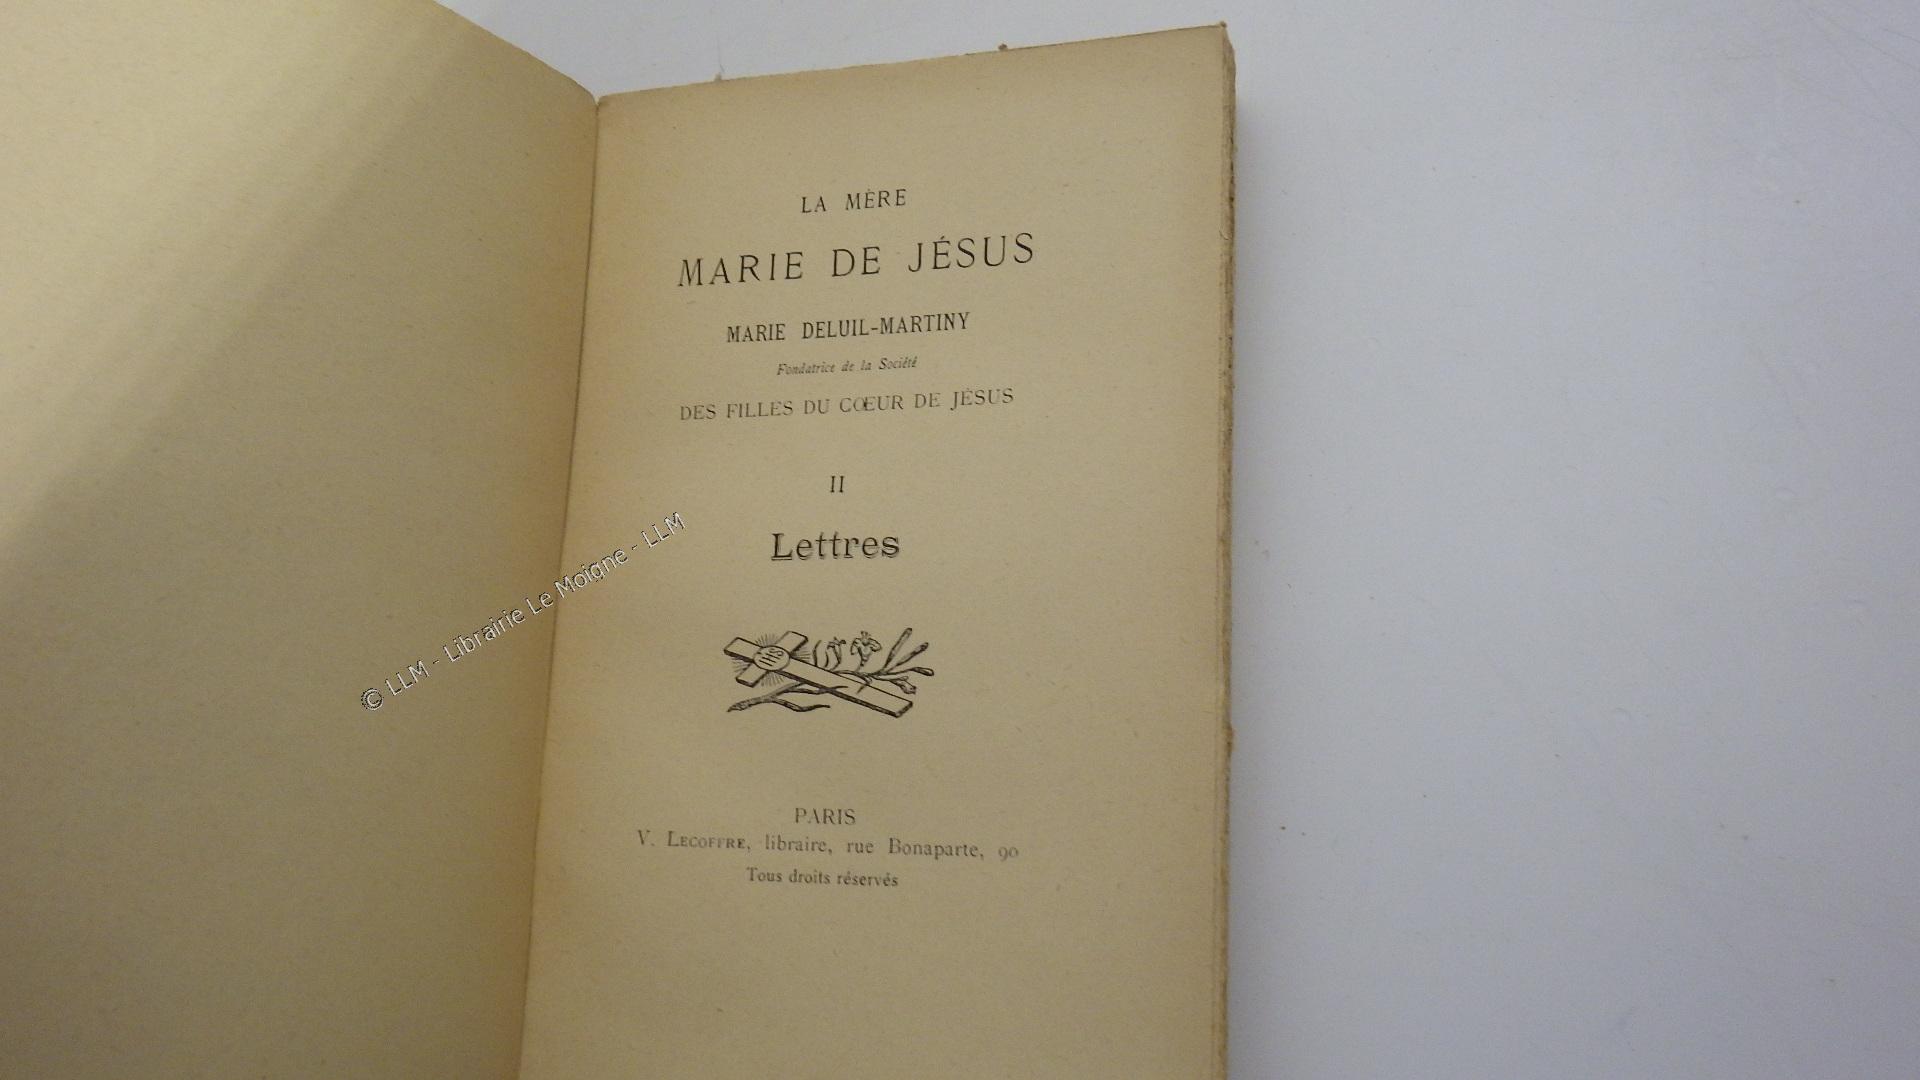 LA MÈRE
MARIE DE JÉSUS
MARIE DELUIL-MARTINY
Fondatrice de la Société
DES FILLES DU CŒUR DE JÉSUS
II
Lettres
IHS
PARIS
V. LECOFFRE, libraire, rue Bonaparte, 90
Tous droits réservés
© LLM - Librairie Le Moigne - LLM